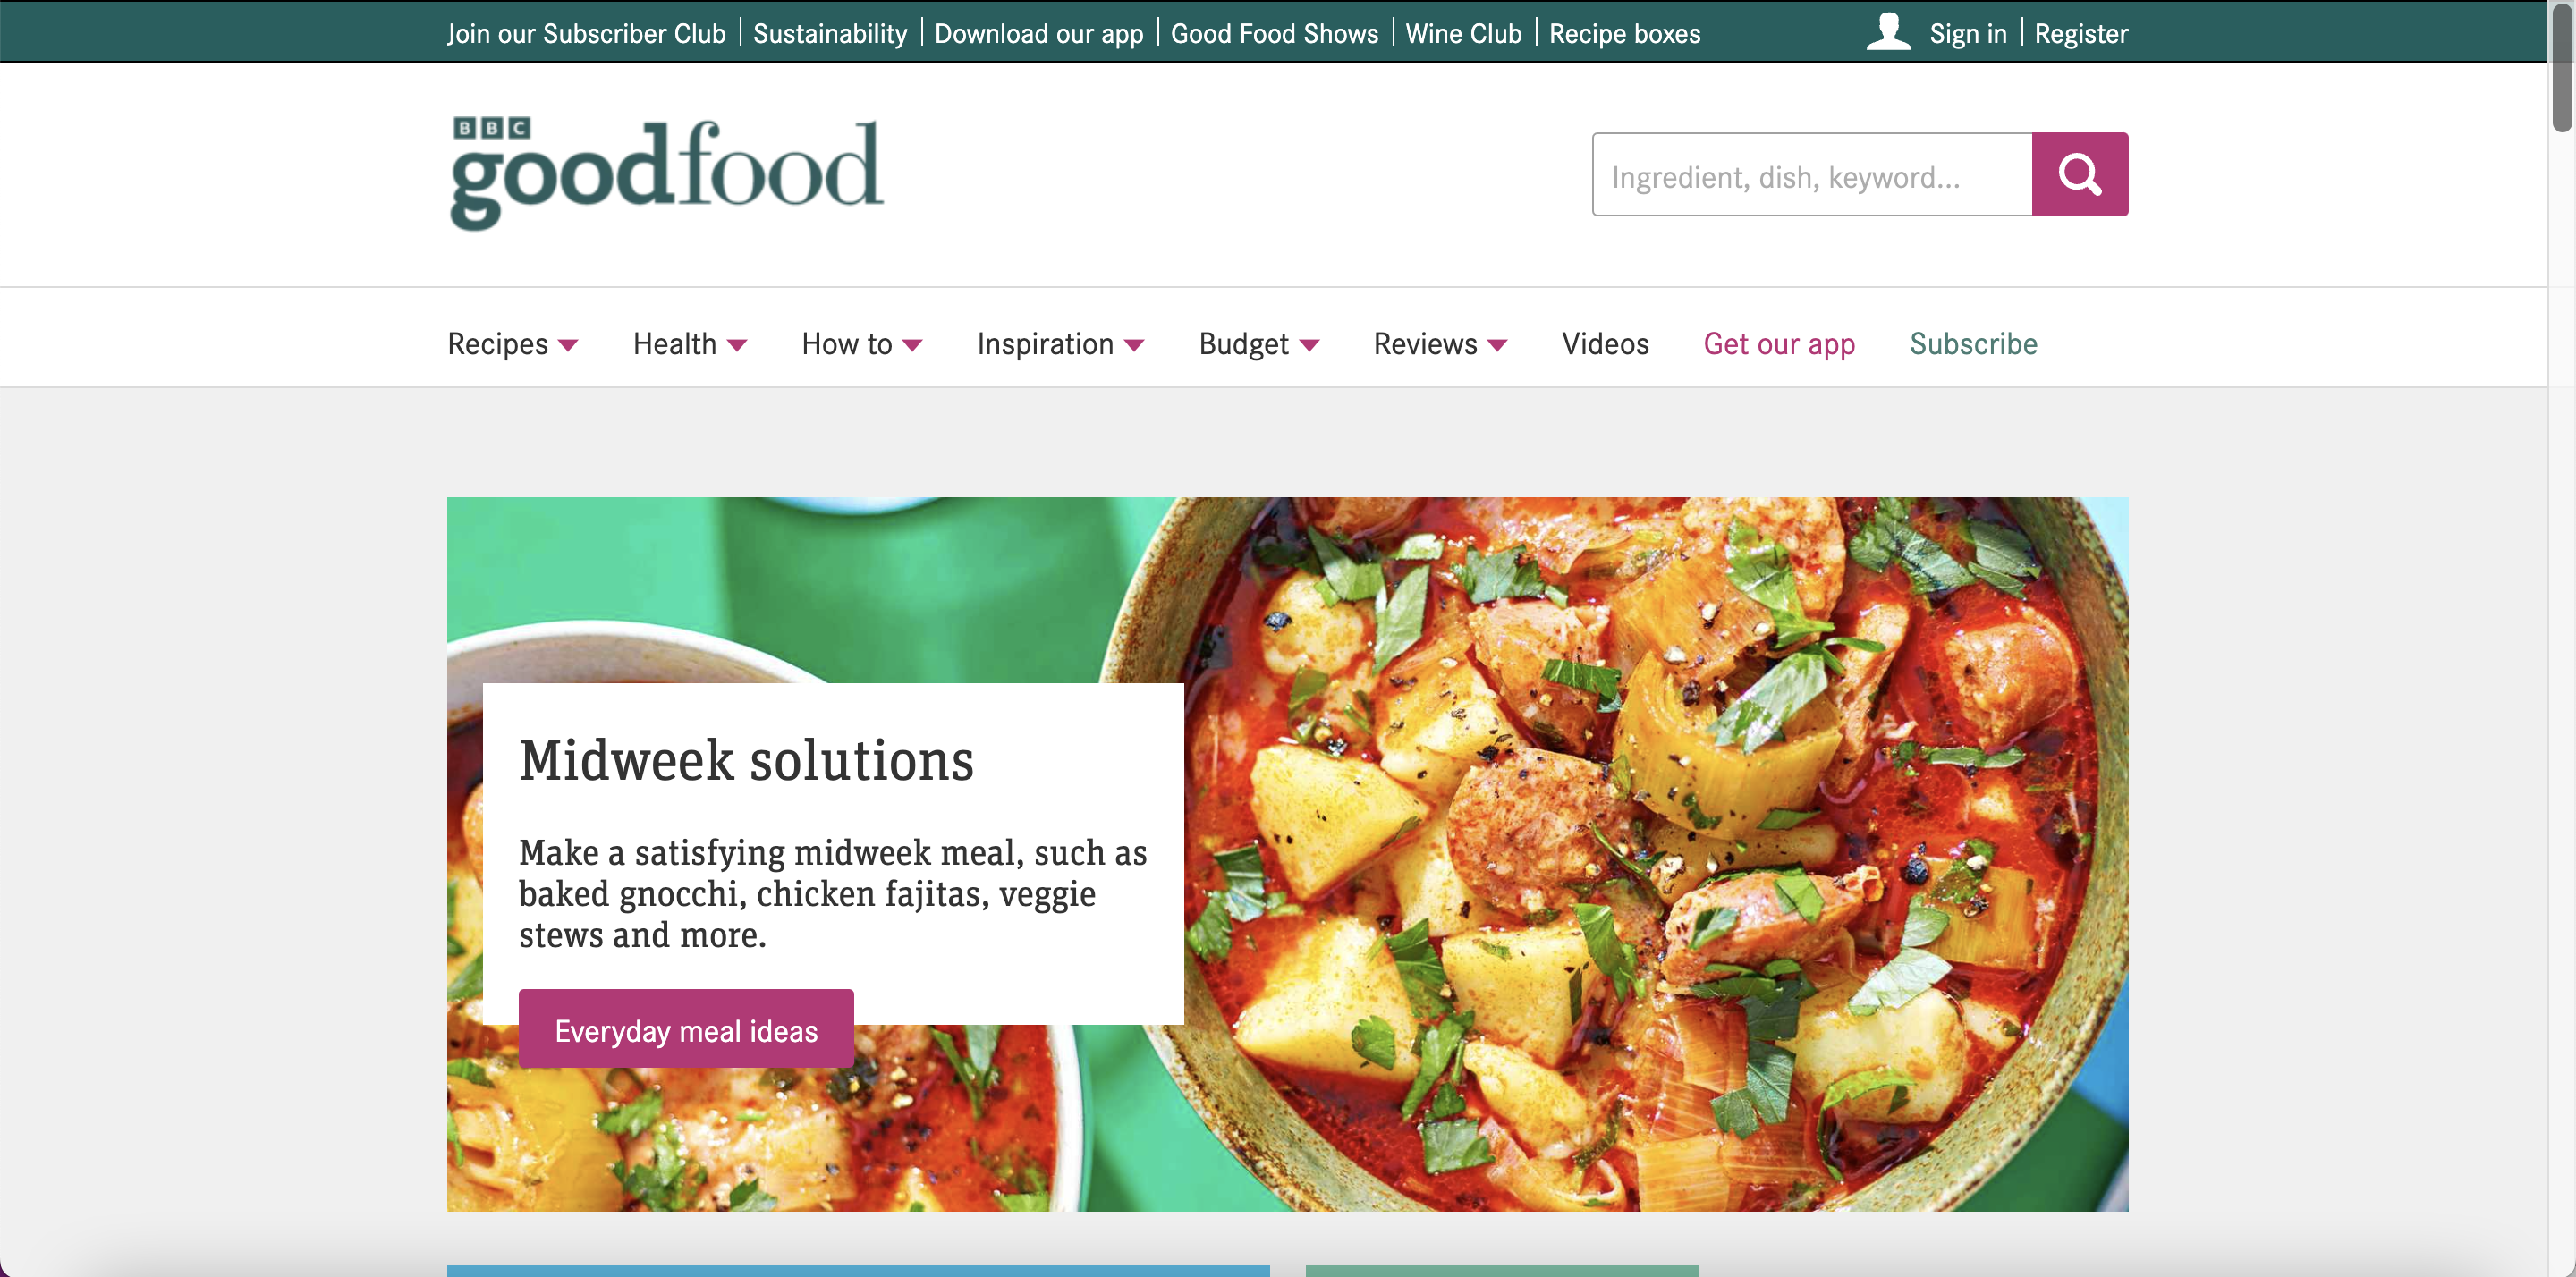 Join our Subscriber Club | Sustainability | Download our app | Good Food Shows | Wine Club | Recipe boxes
Sign in | Register
BBC
goodfood
Ingredient, dish, keyword...
Recipes
Health
How to
Inspiration
Budget
Reviews
Videos
Get our app
Subscribe
Midweek solutions
Make a satisfying midweek meal, such as
baked gnocchi, chicken fajitas, veggie
stews and more.
Everyday meal ideas